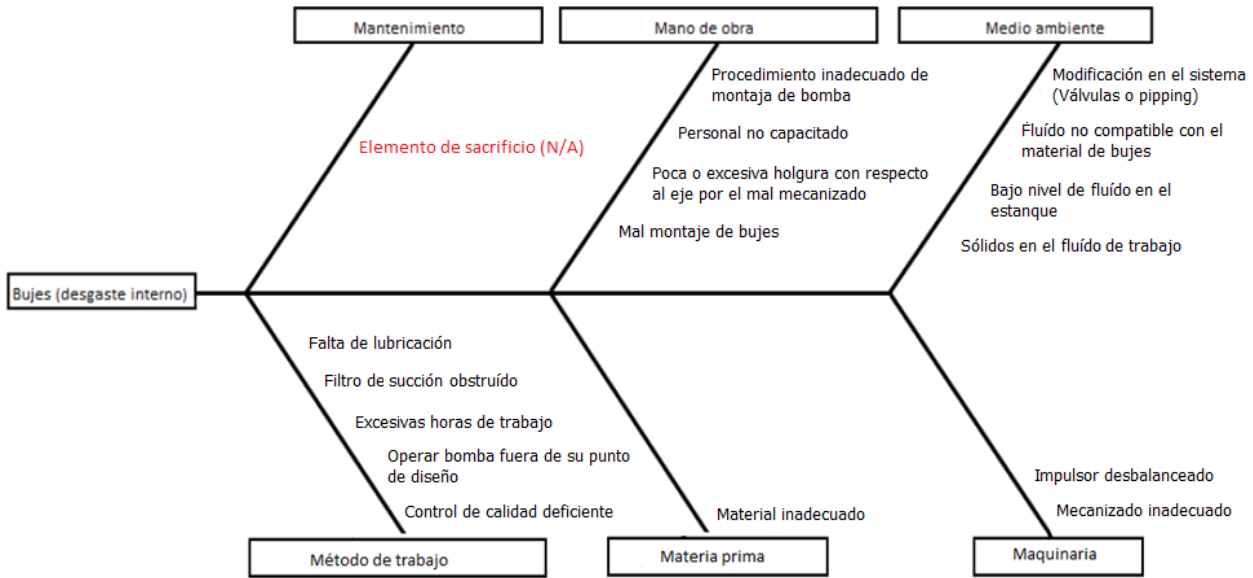 Mantenimiento
Mano de obra
Medio ambiente
Elemento de sacrificio (N/A)
Procedimiento inadecuado de
montaja de bomba
Personal no capacitado
Poca o excesiva holgura con respecto
al eje por el mal mecanizado
Mal montaje de bujes
Modificación en el sistema
(Válvulas o pipping)
Fluído no compatible con el
material de bujes
Bajo nivel de fluído en el
estanque
Sólidos en el fluído de trabajo
Bujes (desgaste interno)
Falta de lubricación
Filtro de succión obstruído
Excesivas horas de trabajo
Operar bomba fuera de su punto
de diseño
Control de calidad deficiente
Material inadecuado
Impulsor desbalanceado
Mecanizado inadecuado
Método de trabajo
Materia prima
Maquinaria